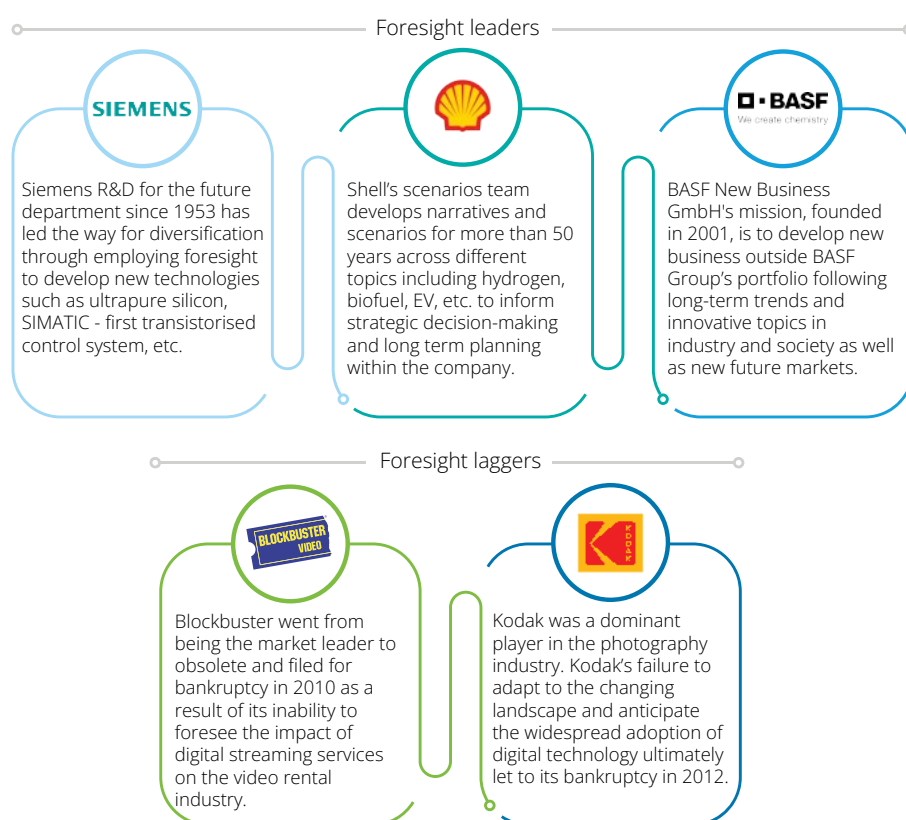 Foresight leaders
SIEMENS
Siemens R&D for the future
department since 1953 has
led the way for diversification
through employing foresight
to develop new technologies
such as ultrapure silicon,
SIMATIC - first transistorised
control system, etc.
Shell's scenarios team
develops narratives and
scenarios for more than 50
years across different
topics including hydrogen,
biofuel, EV, etc. to inform
strategic decision-making
and long term planning
within the company.
BASF
We create chemistry
BASF New Business
GmbH's mission, founded
in 2001, is to develop new
business outside BASF
Group's portfolio following
long-term trends and
innovative topics in
industry and society as well
as new future markets.
Foresight laggers
BLOCKBUSTER
VIDEO
Blockbuster went from
being the market leader to
obsolete and filed for
bankruptcy in 2010 as a
result of its inability to
foresee the impact of
digital streaming services
on the video rental
industry.
KODAK
Kodak was a dominant
player in the photography
industry. Kodak's failure to
adapt to the changing
landscape and anticipate
the widespread adoption of
digital technology ultimately
let to its bankruptcy in 2012.